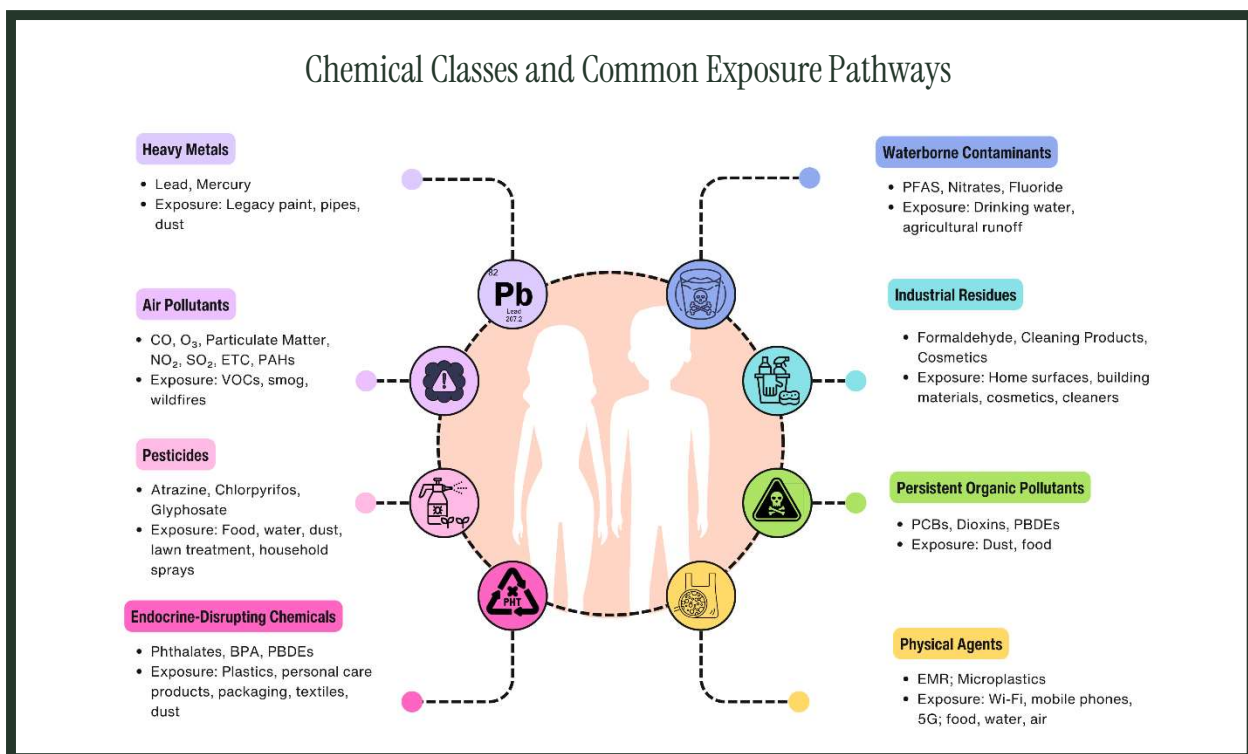 Chemical Classes and Common Exposure Pathways
Heavy Metals
• Lead, Mercury
• Exposure: Legacy paint, pipes,
dust
Air Pollutants
• CO, O₃, Particulate Matter,
NO₂, SO₂, ETC, PAHs
• Exposure: VOCs, smog,
wildfires
Pesticides
• Atrazine, Chlorpyrifos,
Glyphosate
• Exposure: Food, water, dust,
lawn treatment, household
sprays
Endocrine-Disrupting Chemicals
• Phthalates, BPA, PBDEs
• Exposure: Plastics, personal care
products, packaging, textiles,
dust
82
Pb
Lead
207.2
PHT
Waterborne Contaminants
• PFAS, Nitrates, Fluoride
• Exposure: Drinking water,
agricultural runoff
Industrial Residues
• Formaldehyde, Cleaning Products,
Cosmetics
• Exposure: Home surfaces, building
materials, cosmetics, cleaners
Persistent Organic Pollutants
• PCBs, Dioxins, PBDEs
• Exposure: Dust, food
Physical Agents
• EMR; Microplastics
• Exposure: Wi-Fi, mobile phones,
5G; food, water, air